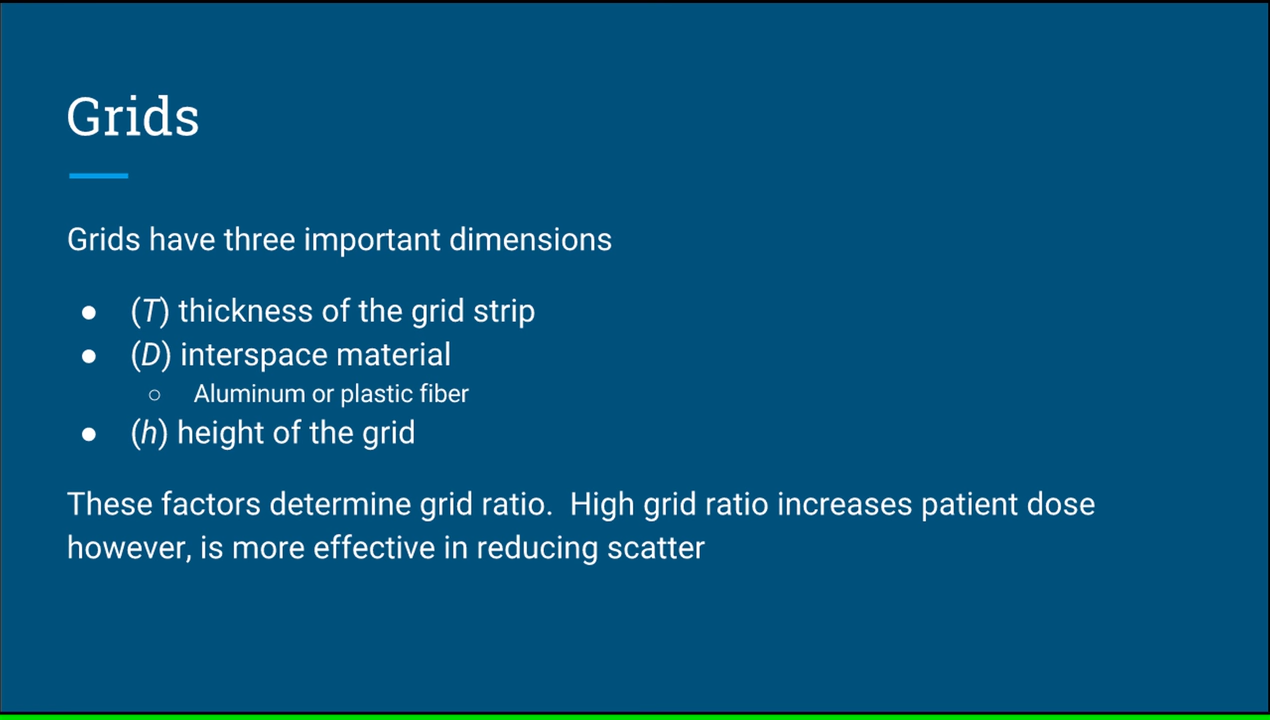 Grids
Grids have three important dimensions
● (T) thickness of the grid strip
● (D) interspace material
○ Aluminum or plastic fiber
● (h) height of the grid
These factors determine grid ratio.  High grid ratio increases patient dose
however, is more effective in reducing scatter